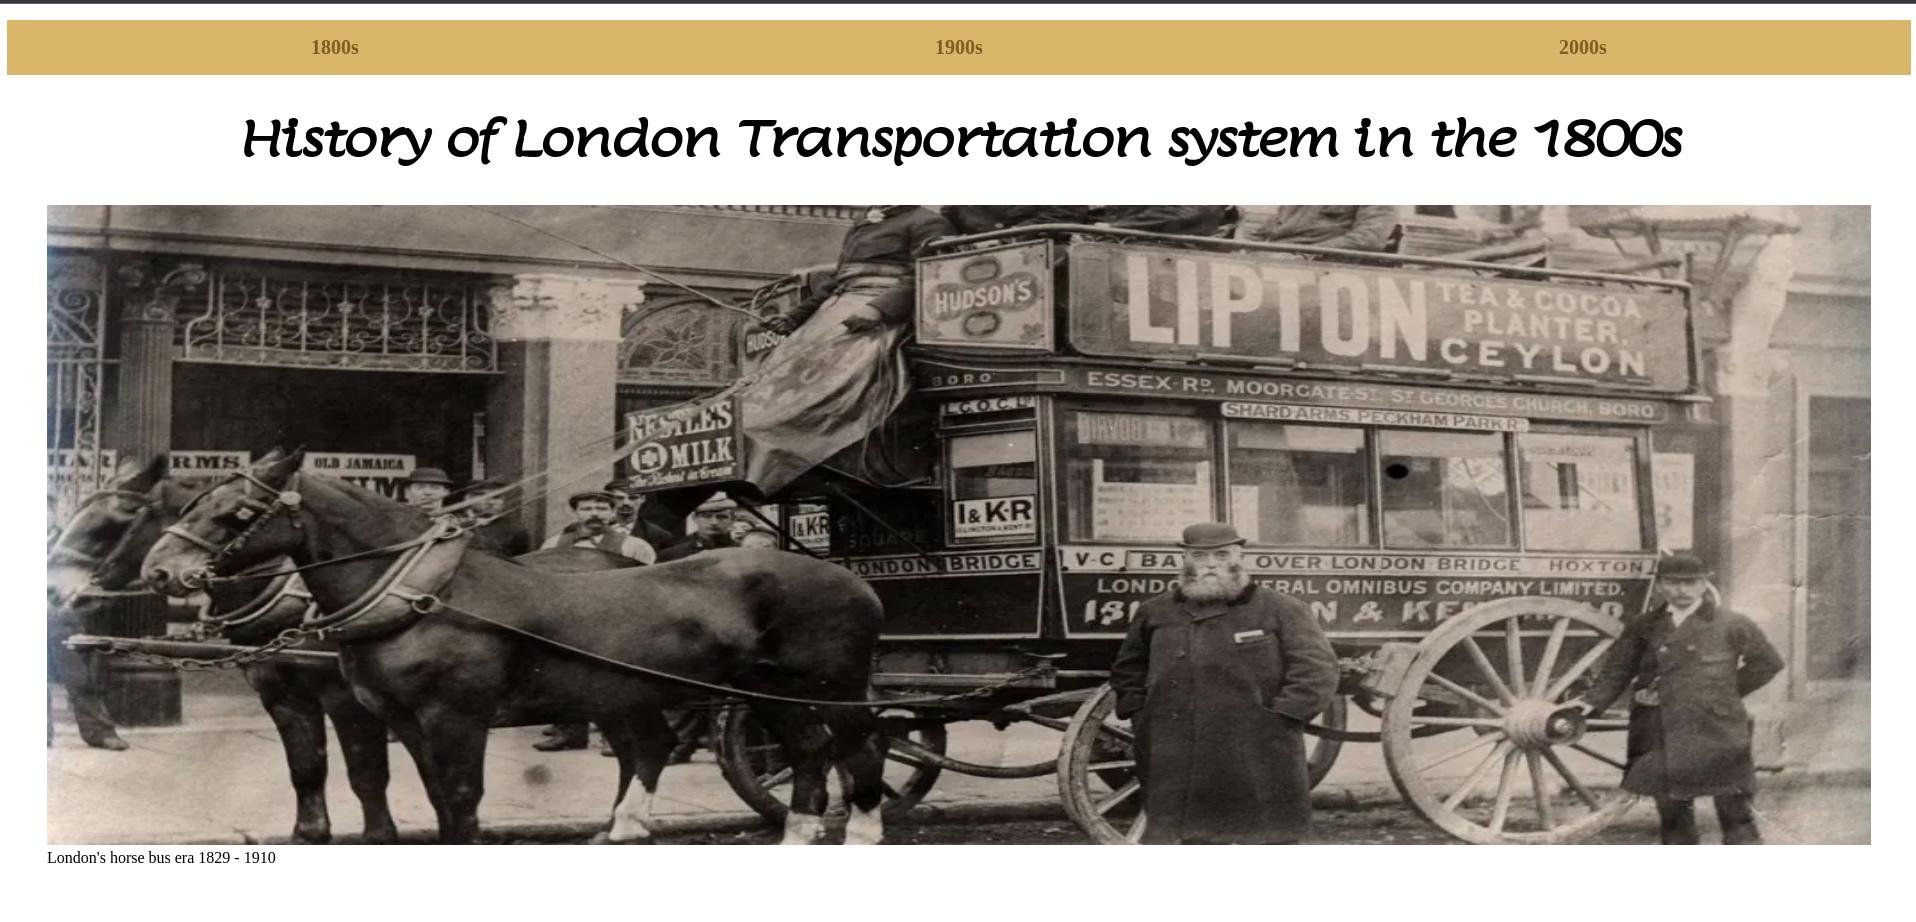 1800s 1900s 2000s
History of London Transportation system in the 1800s
HUDSON'S
LIPTON
TEA & COCOA
PLANTER.
CEYLON
BORO
ESSEX RD, MOORGATE ST. ST GEORGES CHURCH, BORO
L.G.O.C. LD
SHARD ARMS PECKHAM PARK R
NESTLES
MILK
The Richest in Cream
RMS.
OLD JAMAICA
I & K·R
I & K·R
SQUARE
LONDON BRIDGE
V-C BA OVER LONDON BRIDGE HOXTON
LONDO ERAL OMNIBUS COMPANY LIMITED.
London's horse bus era 1829 - 1910